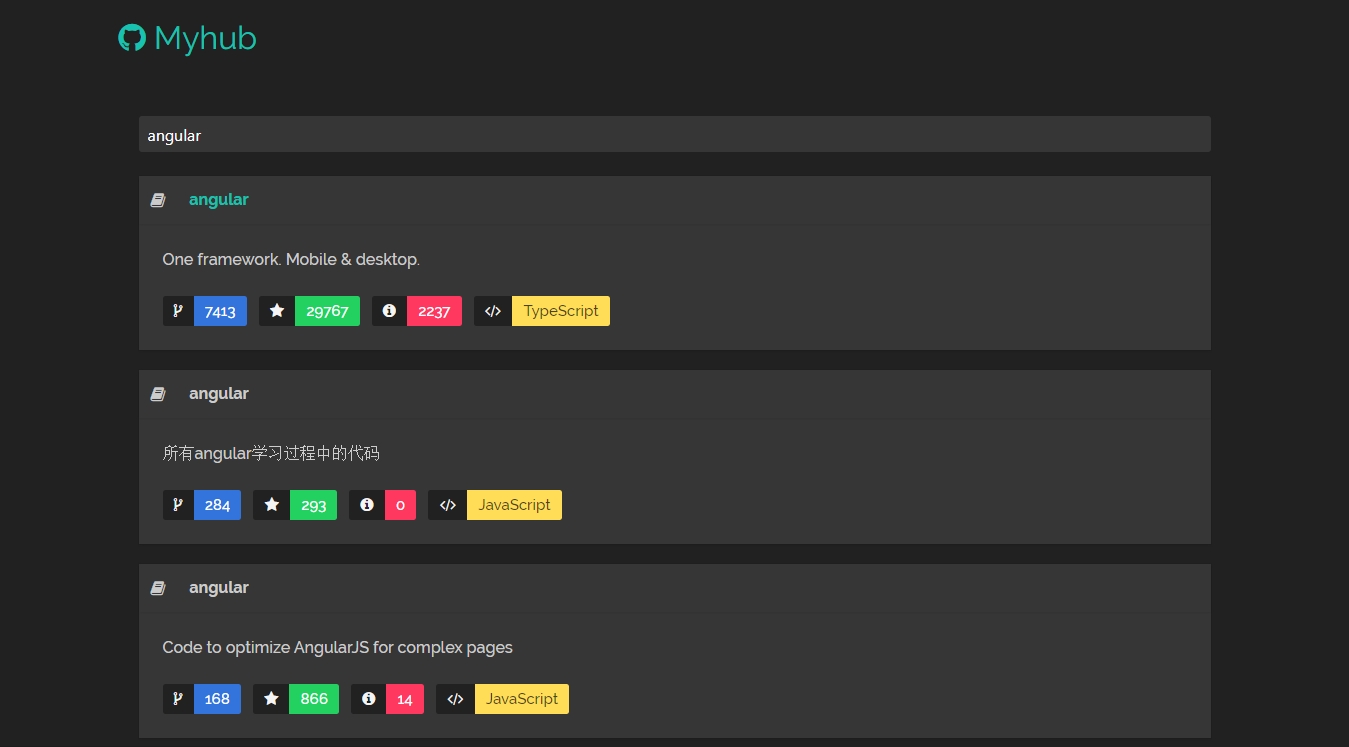 Myhub
angular
angular
One framework. Mobile & desktop.
7413 29767 2237 TypeScript
angular
所有angular学习过程中的代码
284 293 0 JavaScript
angular
Code to optimize AngularJS for complex pages
168 866 14 JavaScript